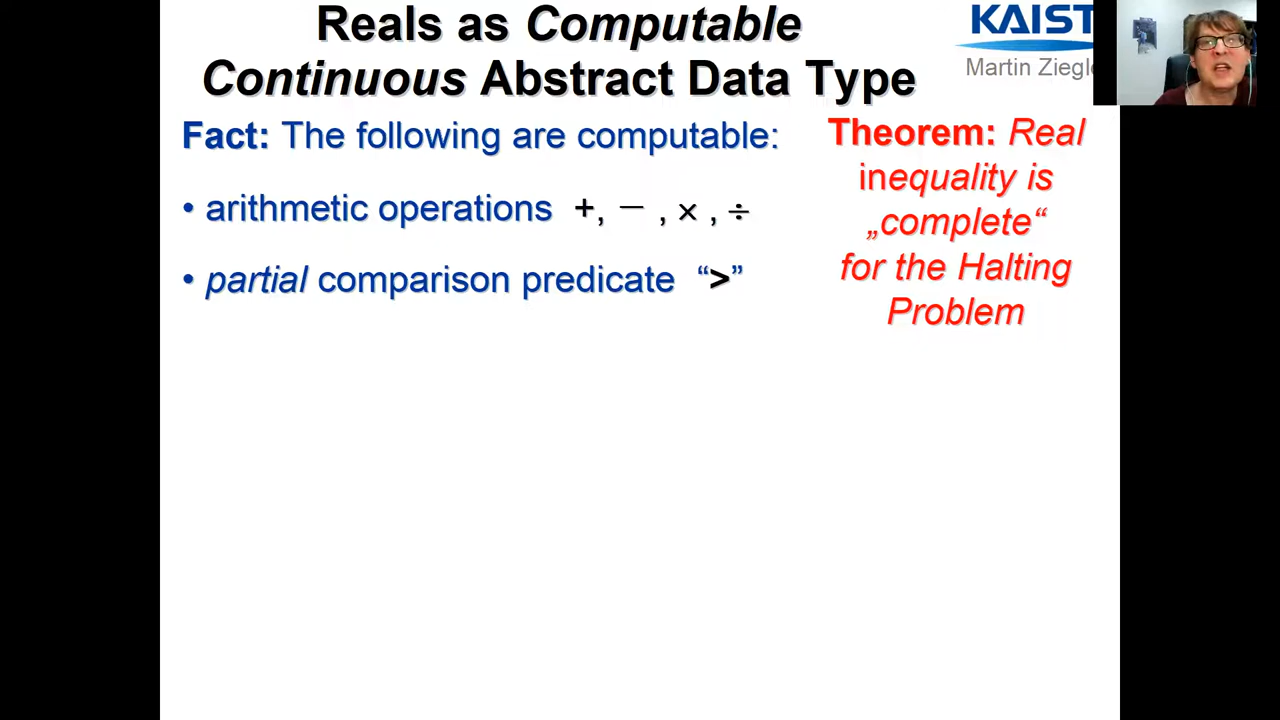 Reals as Computable
Continuous Abstract Data Type
KAIST
Martin Ziegl
Fact: The following are computable:
• arithmetic operations +, − , × , ÷
• partial comparison predicate “>”
Theorem: Real
inequality is
„complete“
for the Halting
Problem